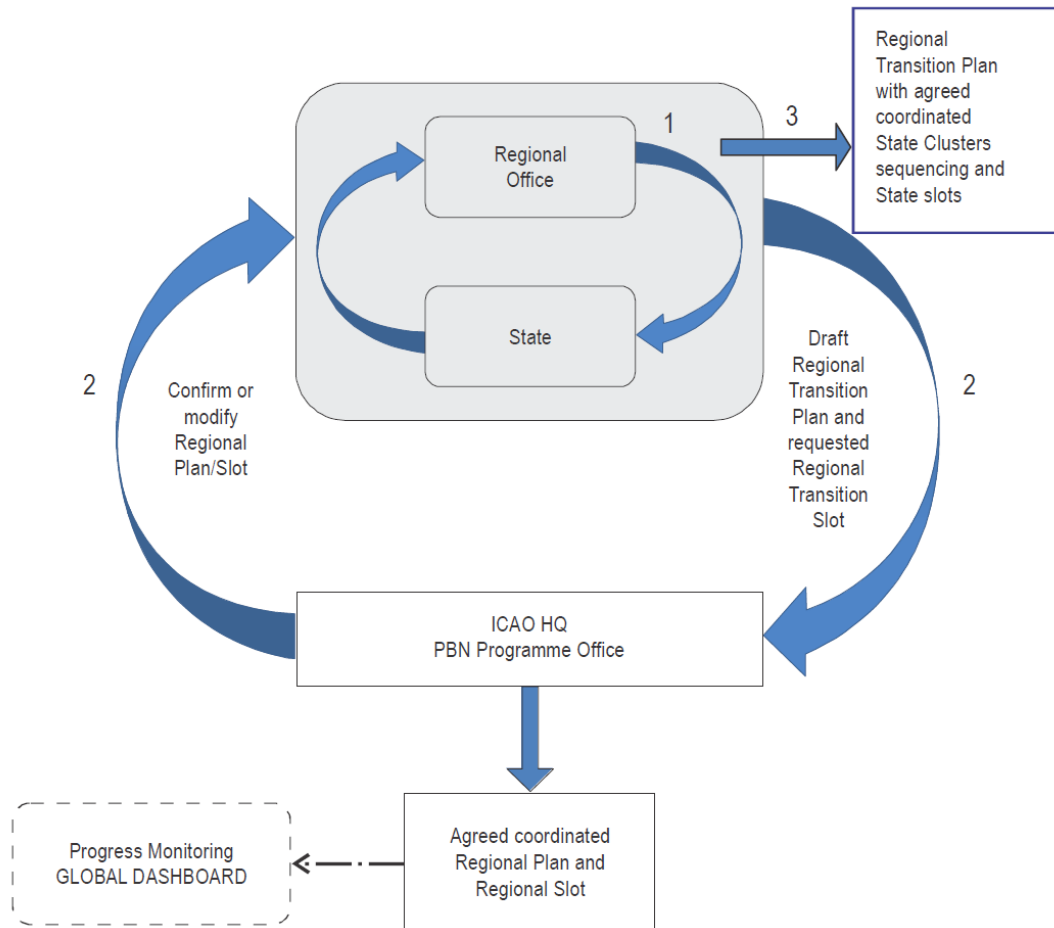 Regional
Transition Plan
with agreed
coordinated
State Clusters
sequencing and
State slots
1
3
Regional
Office
State
2
Confirm or
modify
Regional
Plan/Slot
Draft
Regional
Transition
Plan and
requested
Regional
Transition
Slot
2
ICAO HQ
PBN Programme Office
Agreed coordinated
Regional Plan and
Regional Slot
Progress Monitoring
GLOBAL DASHBOARD